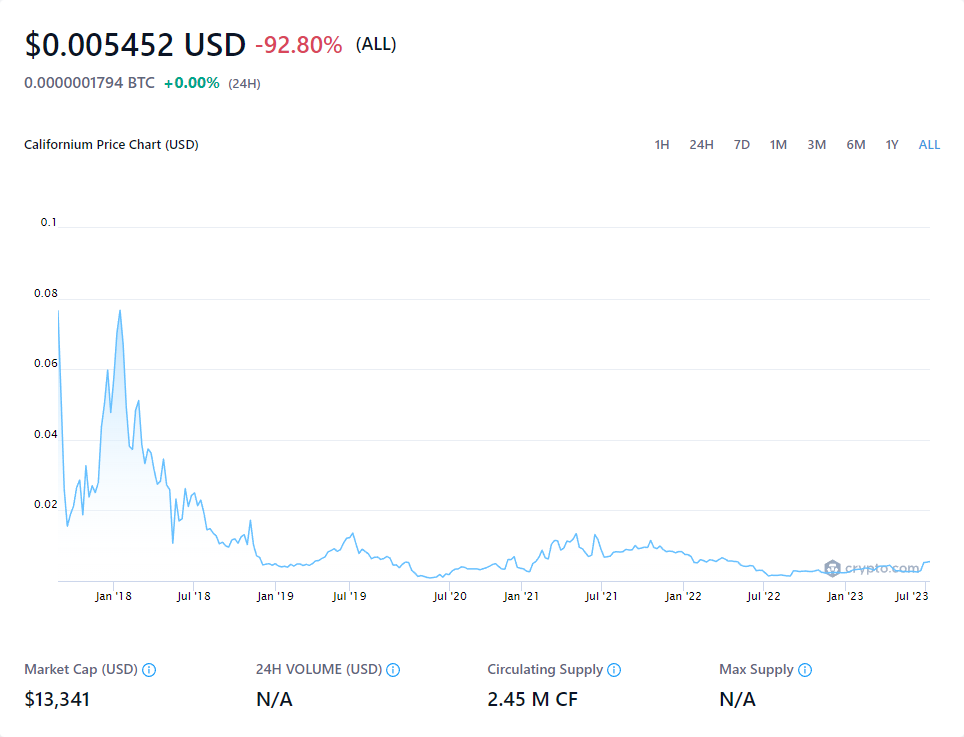 $0.005452 USD -92.80% (ALL)
0.0000001794 BTC +0.00% (24H)
Californium Price Chart (USD) 1H 24H 7D 1M 3M 6M 1Y ALL
0.1
0.08
0.06
0.04
0.02
crypto.com
Jan '18 Jul '18 Jan '19 Jul '19 Jul '20 Jan '21 Jul '21 Jan '22 Jul '22 Jan '23 Jul '23
Market Cap (USD) 24H VOLUME (USD) Circulating Supply Max Supply
$13,341 N/A 2.45 M CF N/A